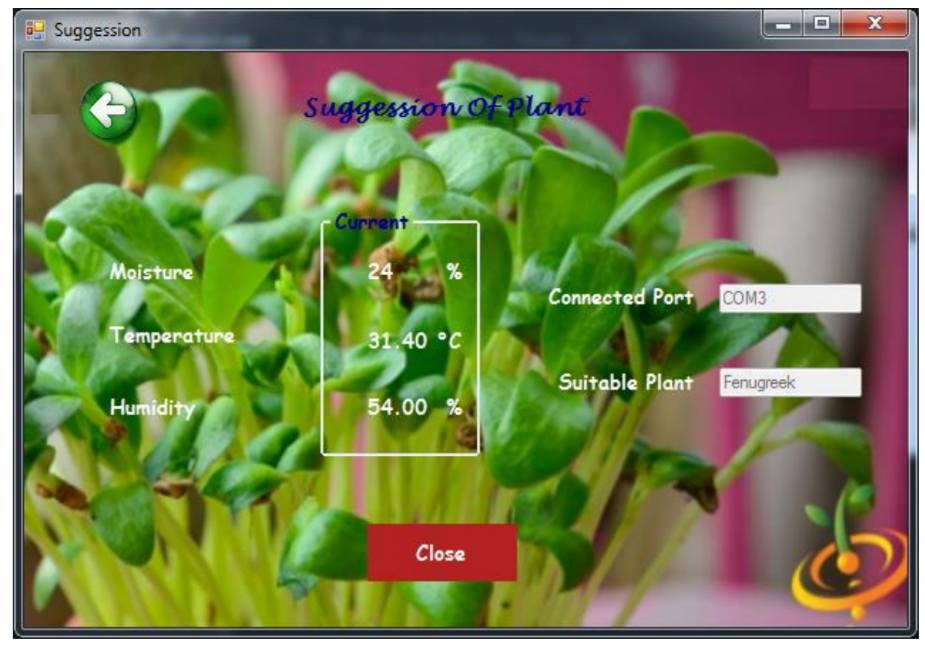 Suggession
Suggession Of Plant
Current
Moisture 24 %
Temperature 31.40 °C
Humidity 54.00 %
Connected Port COM3
Suitable Plant Fenugreek
Close